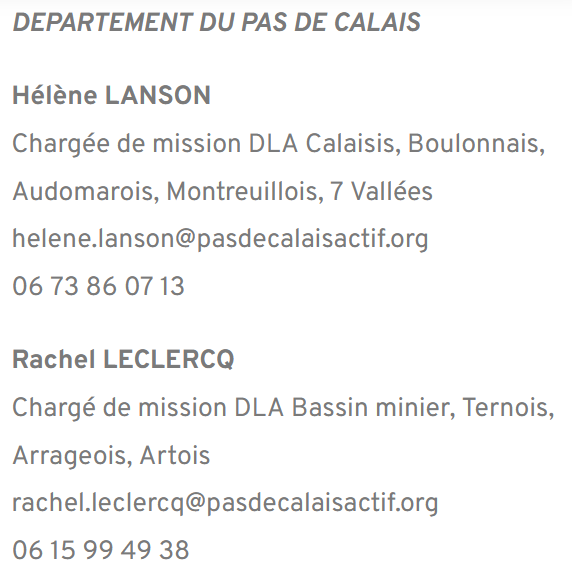 DEPARTEMENT DU PAS DE CALAIS
Hélène LANSON
Chargée de mission DLA Calaisis, Boulonnais,
Audomarois, Montreuillois, 7 Vallées
helene.lanson@pasdecalaisactif.org
06 73 86 07 13
Rachel LECLERCQ
Chargé de mission DLA Bassin minier, Ternois,
Arrageois, Artois
rachel.leclercq@pasdecalaisactif.org
06 15 99 49 38